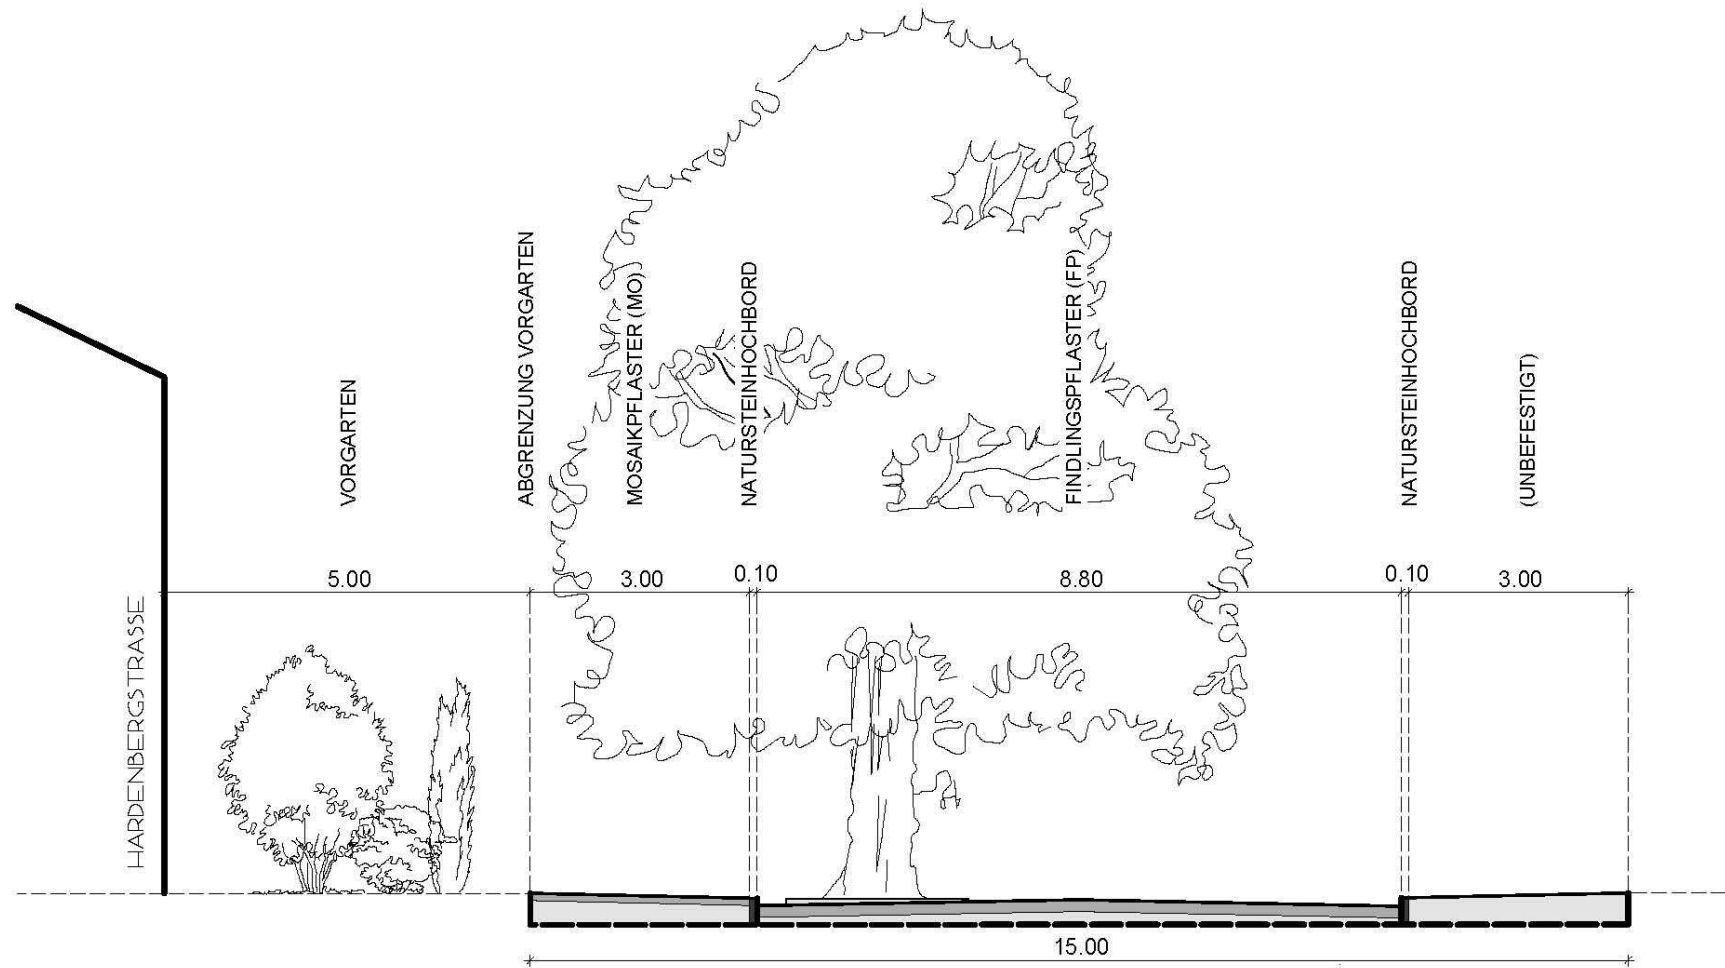 VORGARTEN
ABGRENZUNG VORGARTEN
MOSAIKPFLASTER (MO)
NATURSTEINHOCHBORD
FINDLINGSPFLASTER (FP)
NATURSTEINHOCHBORD
(UNBEFESTIGT)
5.00
3.00
0.10
8.80
0.10
3.00
HARDENBERGSTRASSE
15.00